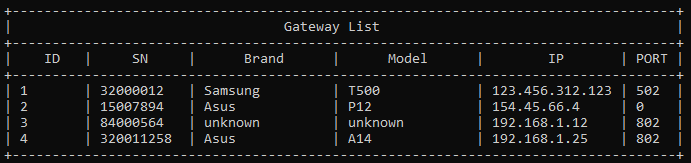 Gateway List
ID | SN | Brand | Model | IP | PORT
1 | 32000012 | Samsung | T500 | 123.456.312.123 | 502
2 | 15007894 | Asus | P12 | 154.45.66.4 | 0
3 | 84000564 | unknown | unknown | 192.168.1.12 | 802
4 | 320011258 | Asus | A14 | 192.168.1.25 | 802